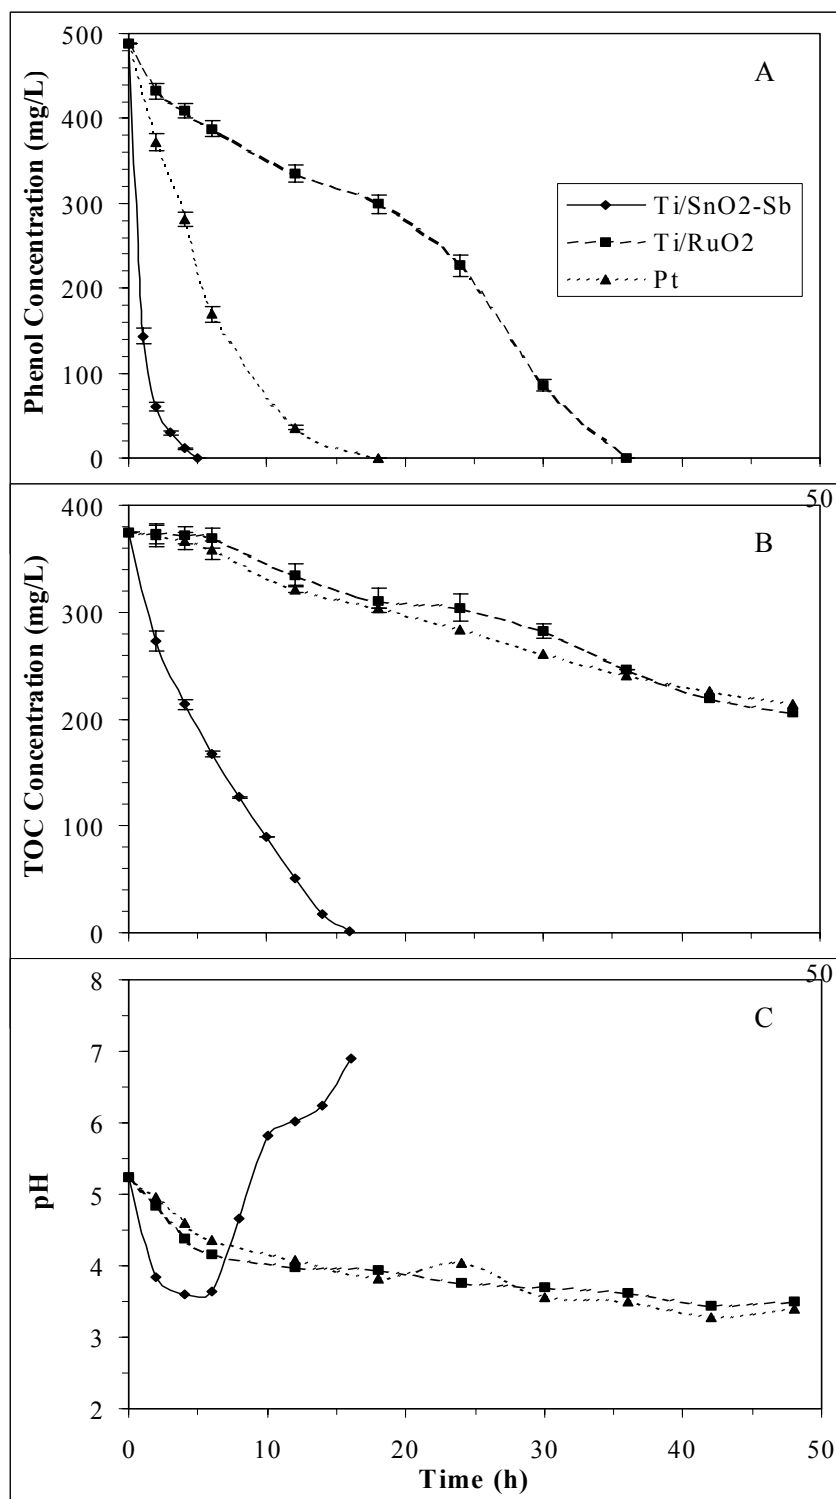 A
500
400
300
200
100
0
Phenol Concentration (mg/L)
Ti/SnO2-Sb
Ti/RuO2
Pt
50
B
400
300
200
100
0
TOC Concentration (mg/L)
50
C
8
7
6
5
4
3
2
pH
0 10 20 30 40 50
Time (h)